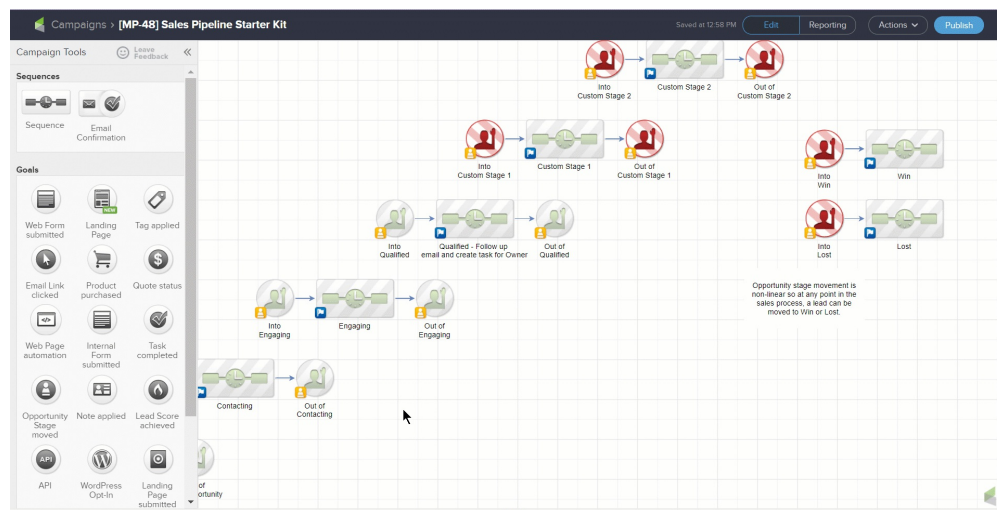 Campaigns > [MP-48] Sales Pipeline Starter Kit
Saved at 12:58 PM
Edit
Reporting
Actions
Publish
Campaign Tools
Leave
Feedback
Sequences
Sequence
Email
Confirmation
Goals
Web Form
submitted
NEW
Landing
Page
Tag applied
Email Link
clicked
Product
purchased
$
Quote status
</>
Web Page
automation
Internal
Form
submitted
Task
completed
Opportunity
Stage
moved
Note applied
Lead Score
achieved
API
API
WordPress
Opt-In
Landing
Page
submitted
Into
Custom Stage 2
Custom Stage 2
Out of
Custom Stage 2
Into
Custom Stage 1
Custom Stage 1
Out of
Custom Stage 1
Into
Win
Win
Into
Qualified
Qualified - Follow up
email and create task for Owner
Out of
Qualified
Into
Lost
Lost
Opportunity stage movement is
non-linear so at any point in the
sales process, a lead can be
moved to Win or Lost.
Into
Engaging
Engaging
Out of
Engaging
Contacting
Out of
Contacting
of
ortunity